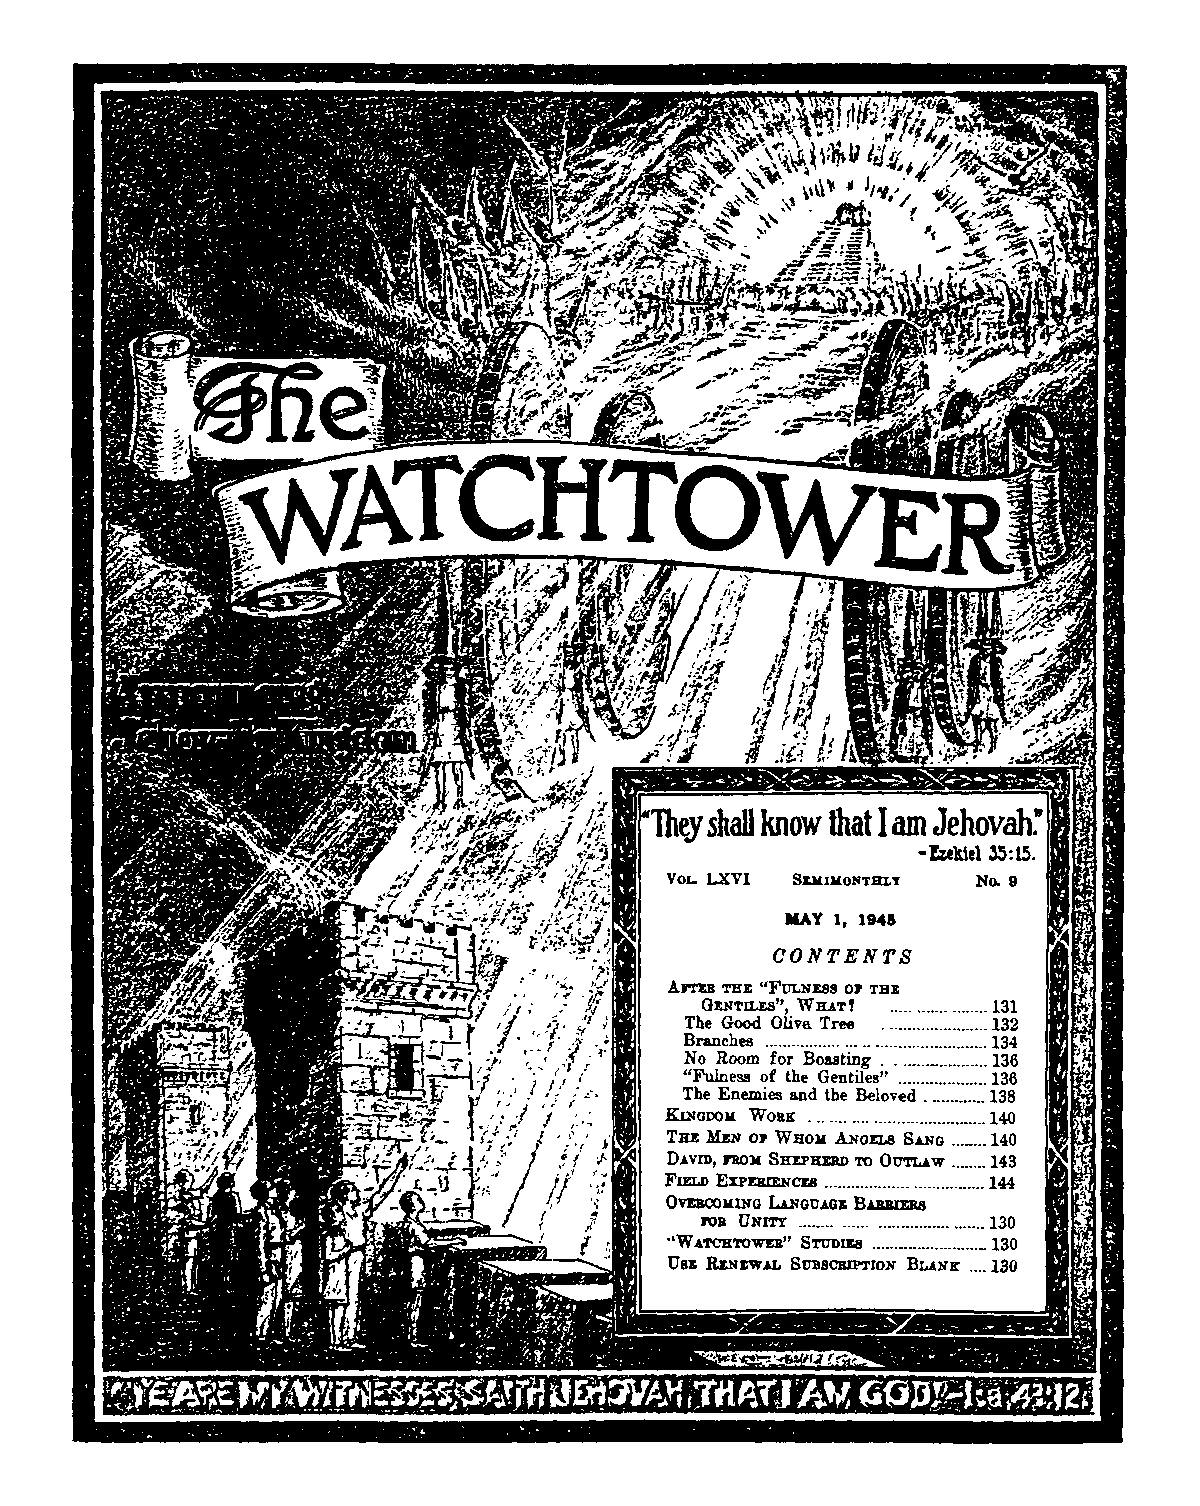 The
WATCHTOWER
"They shall know that I am Jehovah."
- Ezekiel 35:15.
VOL. LXVI SEMIMONTHLY No. 9
MAY 1, 1945
CONTENTS
AFTER THE "FULNESS OF THE
GENTILES", WHAT? ..... 131
The Good Olive Tree ..... 132
Branches ..... 134
No Room for Boasting ..... 136
"Fulness of the Gentiles" ..... 136
The Enemies and the Beloved ..... 138
KINGDOM WORK ..... 140
THE MEN OF WHOM ANGELS SANG ..... 140
DAVID, FROM SHEPHERD TO OUTLAW ..... 143
FIELD EXPERIENCES ..... 144
OVERCOMING LANGUAGE BARRIERS
FOR UNITY ..... 130
"WATCHTOWER" STUDIES ..... 130
USE RENEWAL SUBSCRIPTION BLANK .... 130
"YE ARE MY WITNESSES, SAITH JEHOVAH, THAT I AM GOD."-Isa. 43:12.